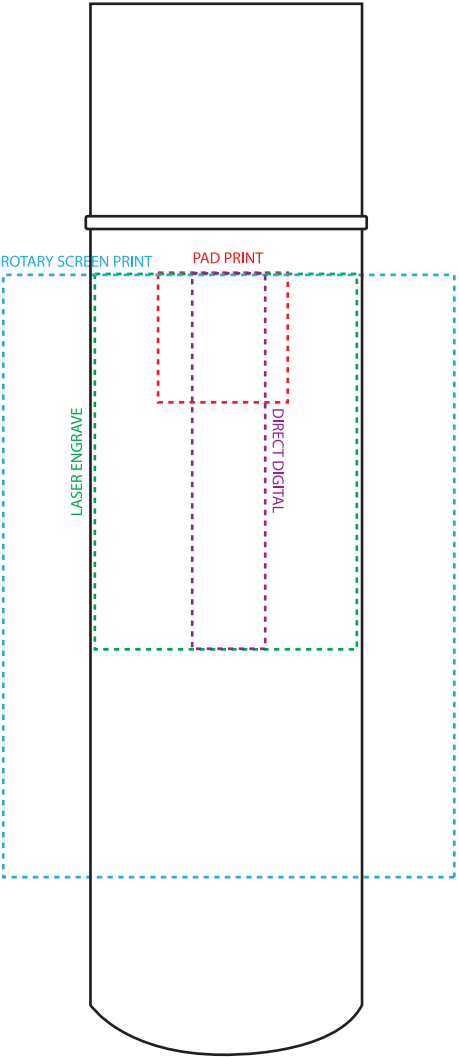 ROTARY SCREEN PRINT
PAD PRINT
LASER ENGRAVE
DIRECT DIGITAL